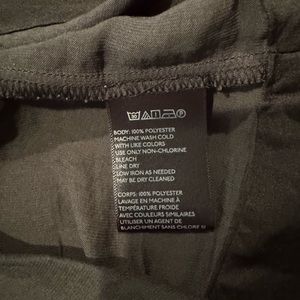 BODY: 100% POLYESTER
MACHINE WASH COLD
WITH LIKE COLORS
USE ONLY NON-CHLORINE
BLEACH
LINE DRY
LOW IRON AS NEEDED
MAY BE DRY CLEANED
CORPS: 100% POLYESTER
LAVAGE EN MACHINE À
TEMPÉRATURE FROIDE
AVEC COULEURS SIMILAIRES
UTILISER UN AGENT DE
BLANCHIMENT SANS CHLORE